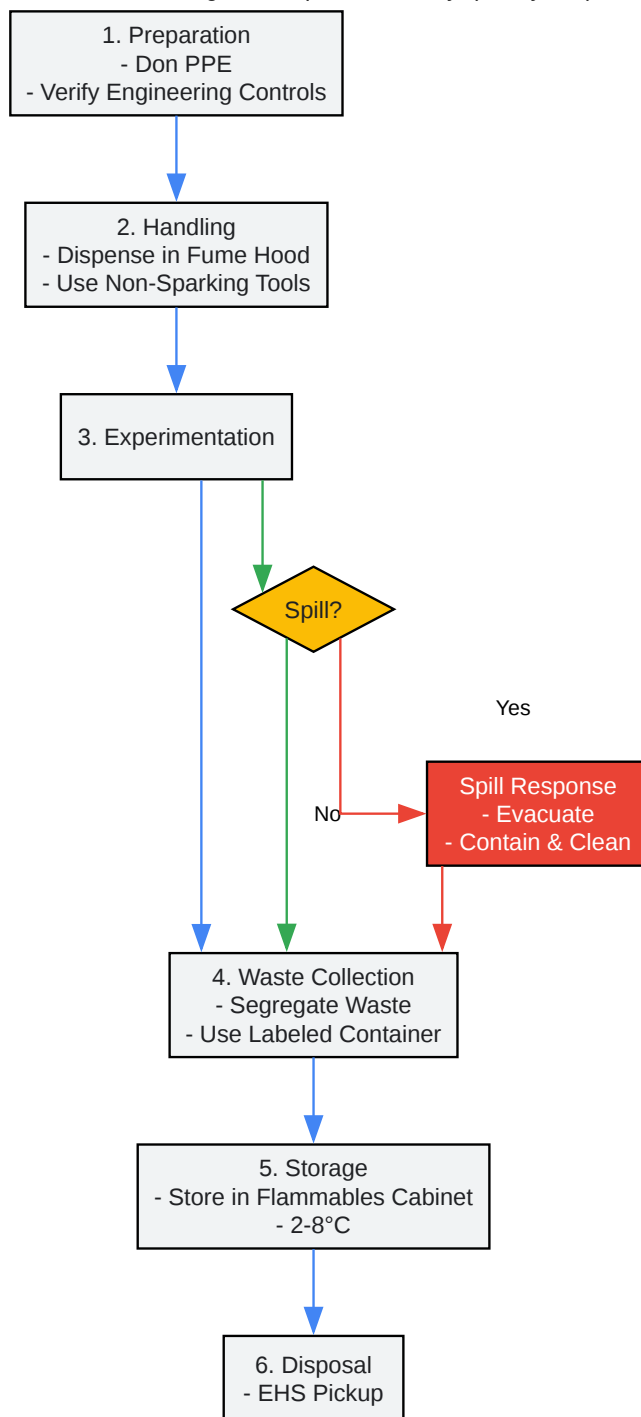 1. Preparation
- Don PPE
- Verify Engineering Controls
2. Handling
- Dispense in Fume Hood
- Use Non-Sparking Tools
3. Experimentation
Spill?
Yes
Spill Response
- Evacuate
- Contain & Clean
No
4. Waste Collection
- Segregate Waste
- Use Labeled Container
5. Storage
- Store in Flammables Cabinet
- 2-8°C
6. Disposal
- EHS Pickup